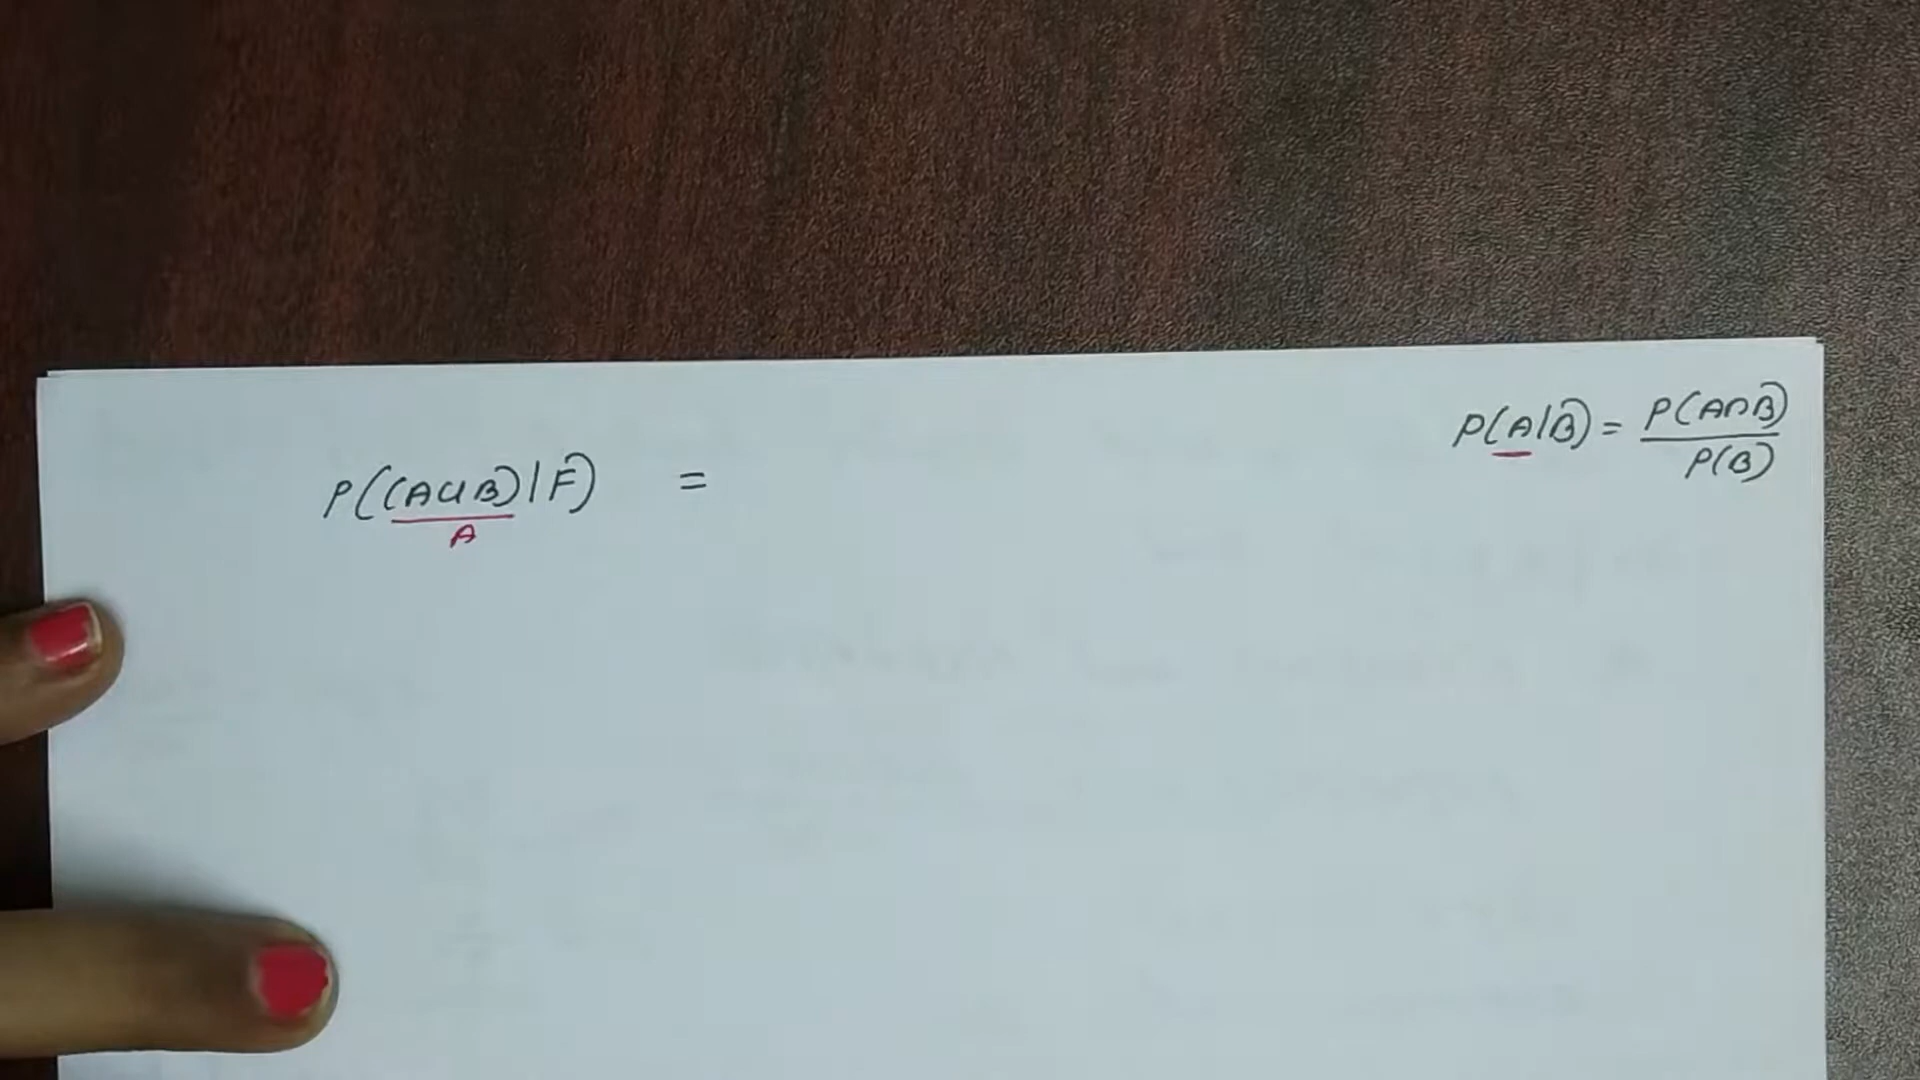 P(A|B) = P(A∩B)
P(B)
P((A∪B)|F) =
A